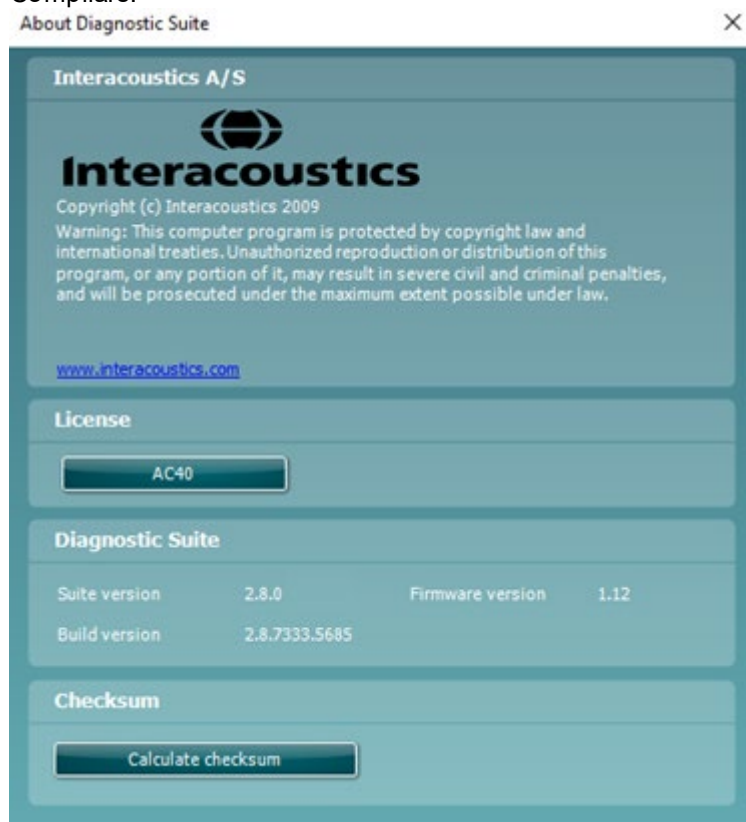 About Diagnostic Suite
Interacoustics A/S
Interacoustics
Copyright (c) Interacoustics 2009
Warning: This computer program is protected by copyright law and
international treaties. Unauthorized reproduction or distribution of this
program, or any portion of it, may result in severe civil and criminal penalties,
and will be prosecuted under the maximum extent possible under law.
www.interacoustics.com
License
AC40
Diagnostic Suite
Suite version 2.8.0 Firmware version 1.12
Build version 2.8.7333.5685
Checksum
Calculate checksum